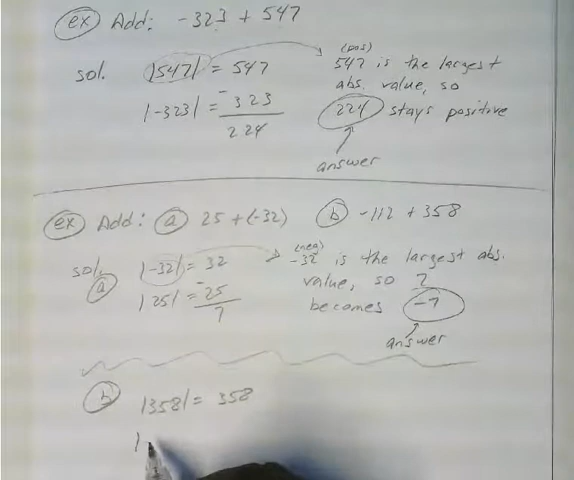 ex Add: -323 + 547
sol. |547| = 547 (pos) 547 is the largest
abs. value, so
|-323| = - 323 224 stays positive
224
answer
ex Add: a 25 + (-32) b -112 + 358
sol. a |-32| = 32 (neg) -32 is the largest abs.
value, so 7
|25| = - 25 becomes -7
7
answer
b |358| = 358
|